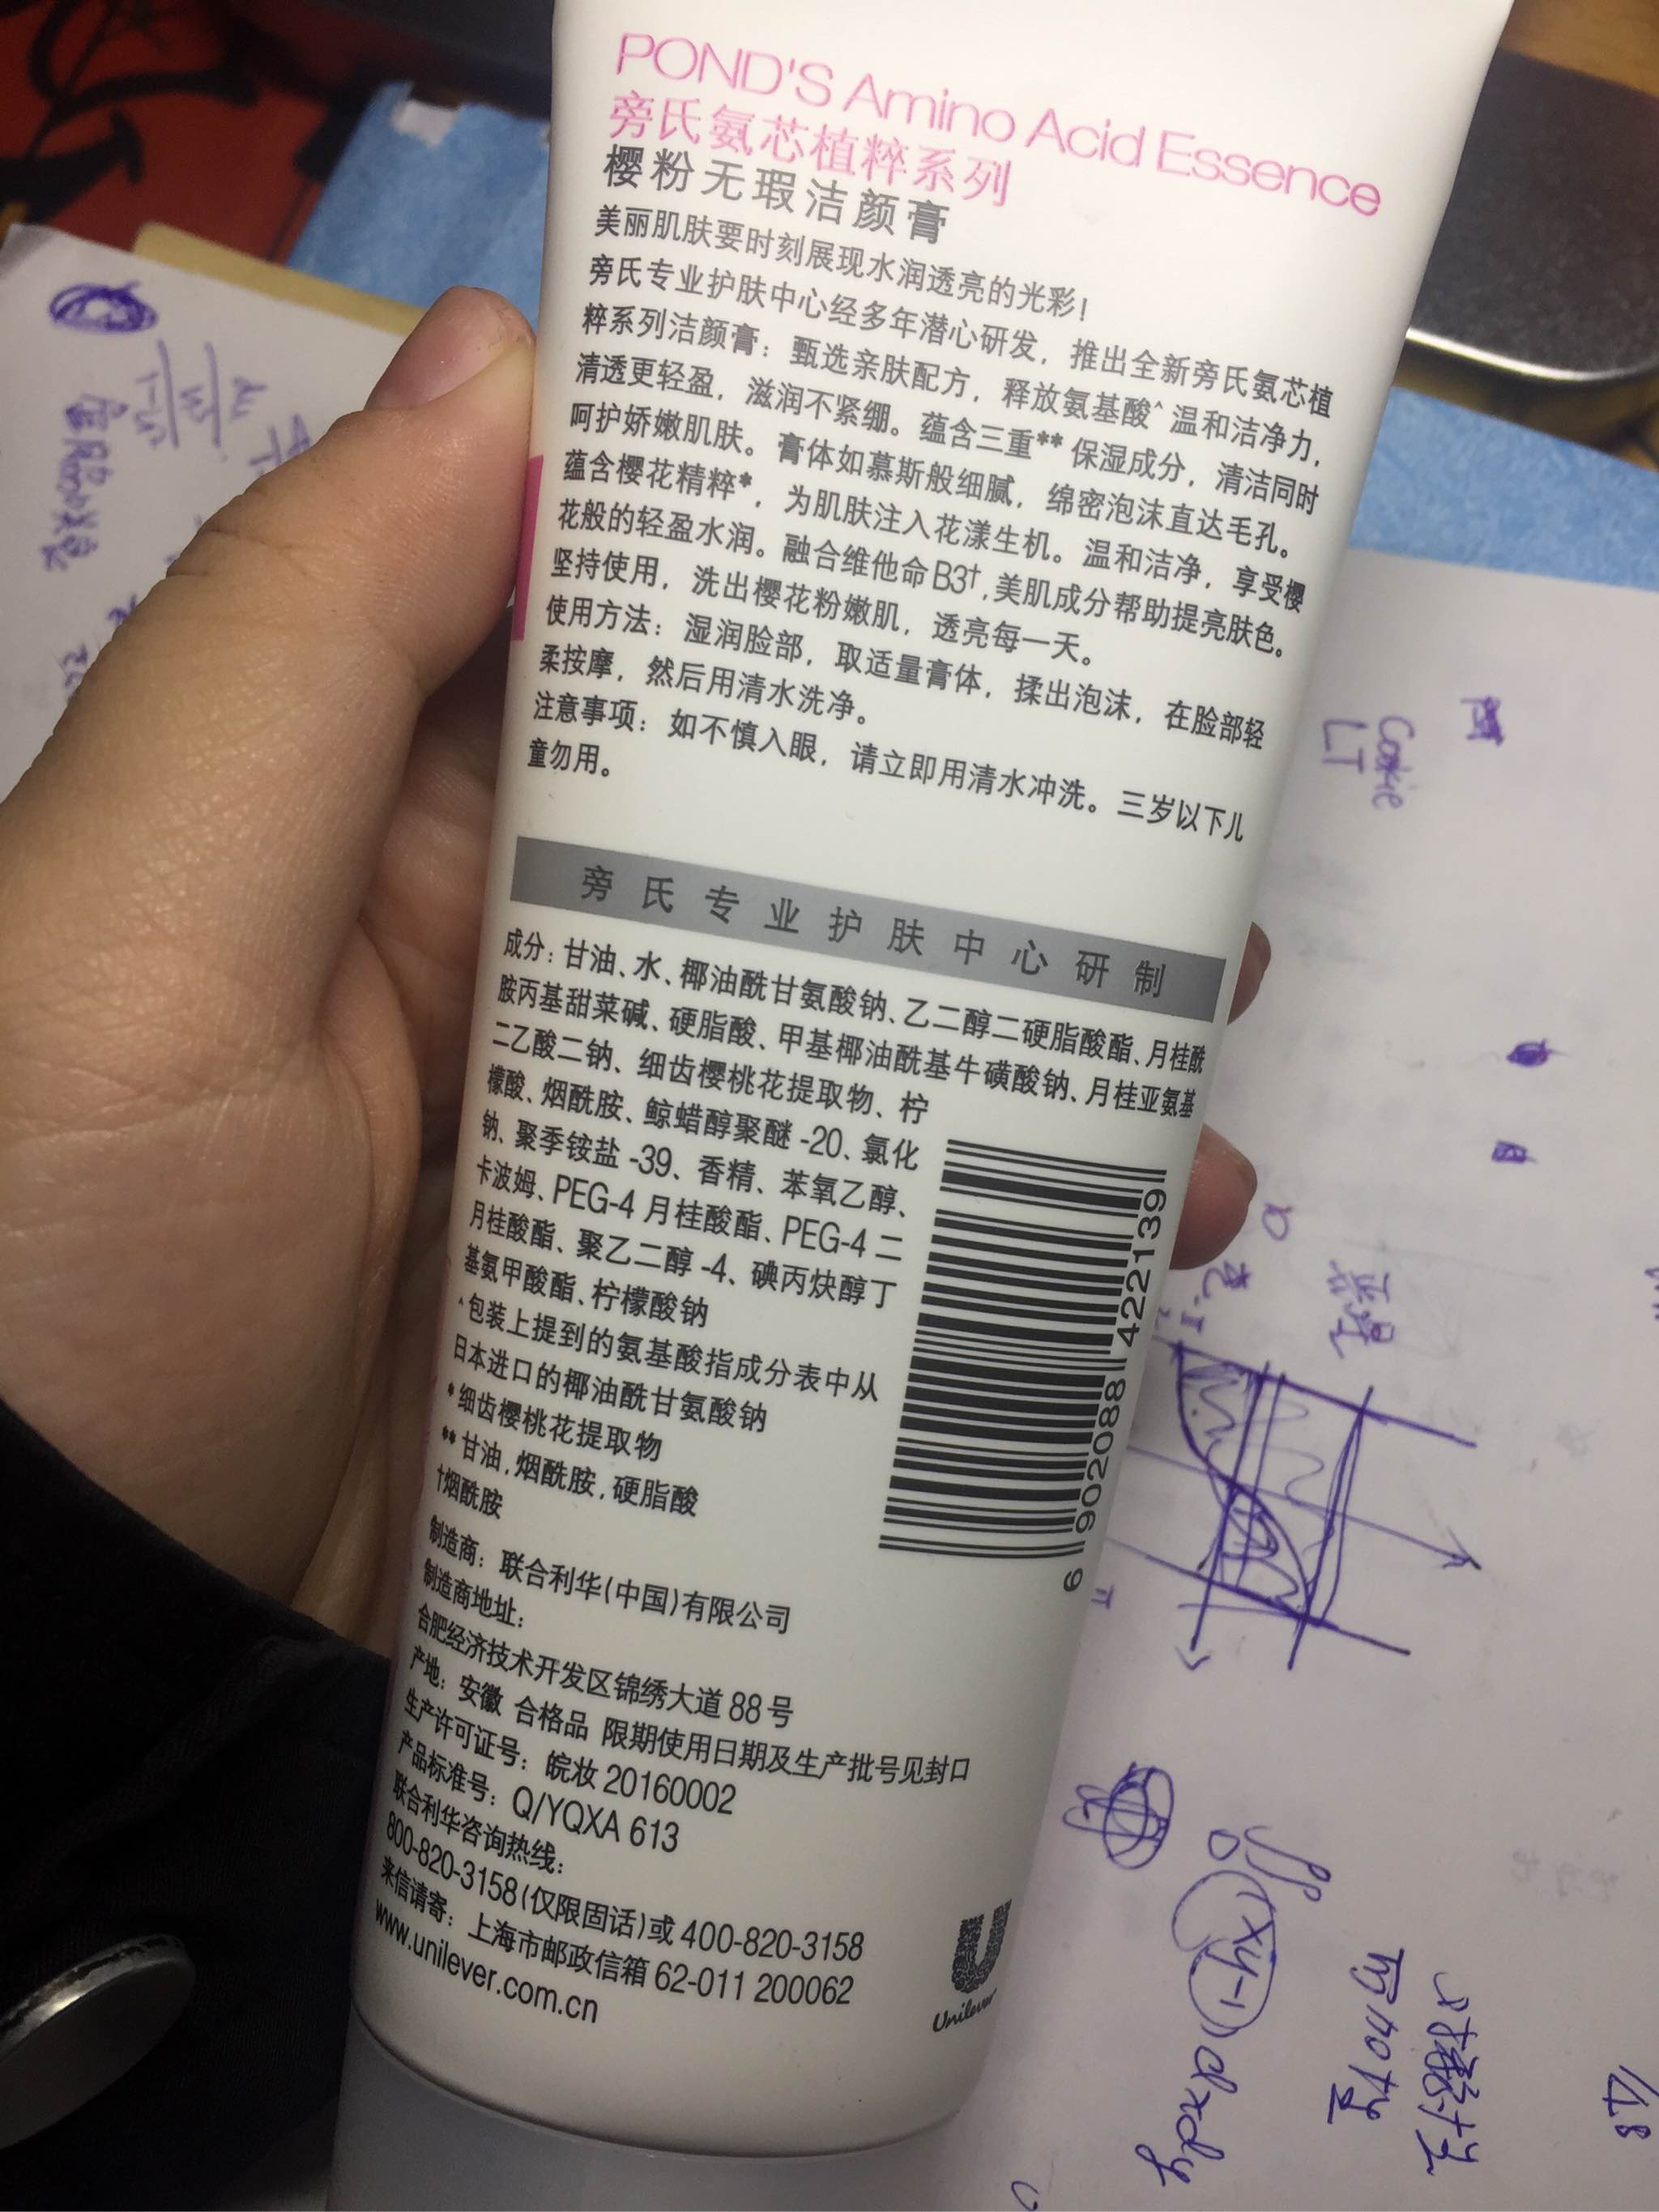 POND'S Amino Acid Essence
旁氏氨芯植粹系列
樱粉无瑕洁颜膏
美丽肌肤要时刻展现水润透亮的光彩!
旁氏专业护肤中心经多年潜心研发，推出全新旁氏氨芯植
粹系列洁颜膏：甄选亲肤配方，释放氨基酸^温和洁净力，
清透更轻盈，滋润不紧绷。蕴含三重**保湿成分，清洁同时
呵护娇嫩肌肤。膏体如慕斯般细腻，绵密泡沫直达毛孔。
蕴含樱花精粹*，为肌肤注入花漾生机。温和洁净，享受樱
花般的轻盈水润。融合维他命B3†,美肌成分帮助提亮肤色。
坚持使用，洗出樱花粉嫩肌，透亮每一天。
使用方法：湿润脸部，取适量膏体，揉出泡沫，在脸部轻
柔按摩，然后用清水洗净。
注意事项：如不慎入眼，请立即用清水冲洗。三岁以下儿
童勿用。
旁氏专业护肤中心研制
成分：甘油、水、椰油酰甘氨酸钠、乙二醇二硬脂酸酯、月桂酰
胺丙基甜菜碱、硬脂酸、甲基椰油酰基牛磺酸钠、月桂亚氨基
二乙酸二钠、细齿樱桃花提取物、柠
檬酸、烟酰胺、鲸蜡醇聚醚-20、氯化
钠、聚季铵盐-39、香精、苯氧乙醇、
卡波姆、PEG-4月桂酸酯、PEG-4二
月桂酸酯、聚乙二醇-4、碘丙炔醇丁
基氨甲酸酯、柠檬酸钠
^包装上提到的氨基酸指成分表中从
日本进口的椰油酰甘氨酸钠
*细齿樱桃花提取物
**甘油,烟酰胺,硬脂酸
†烟酰胺
制造商：联合利华(中国)有限公司
制造商地址：
合肥经济技术开发区锦绣大道88号
产地：安徽 合格品 限期使用日期及生产批号见封口
生产许可证号：皖妆20160002
产品标准号：Q/YQXA 613
联合利华咨询热线：
800-820-3158(仅限固话)或400-820-3158
来信请寄：上海市邮政信箱62-011 200062
www.unilever.com.cn
6 902088 422139
Unilever
Cookie
LT
∬D(xy-1)dxdy